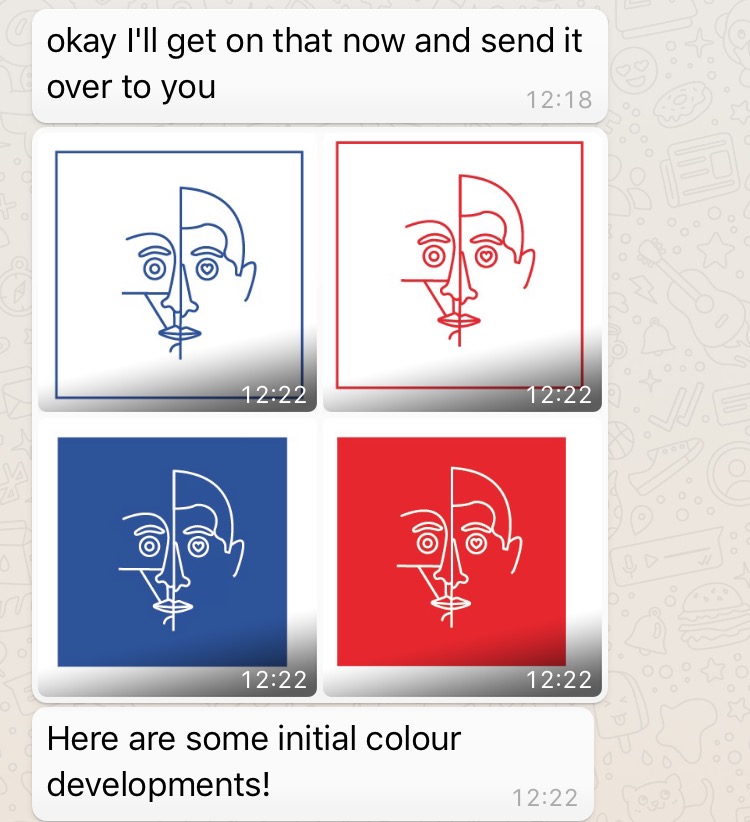 okay I'll get on that now and send it
over to you
12:18
12:22
12:22
12:22
12:22
Here are some initial colour
developments!
12:22